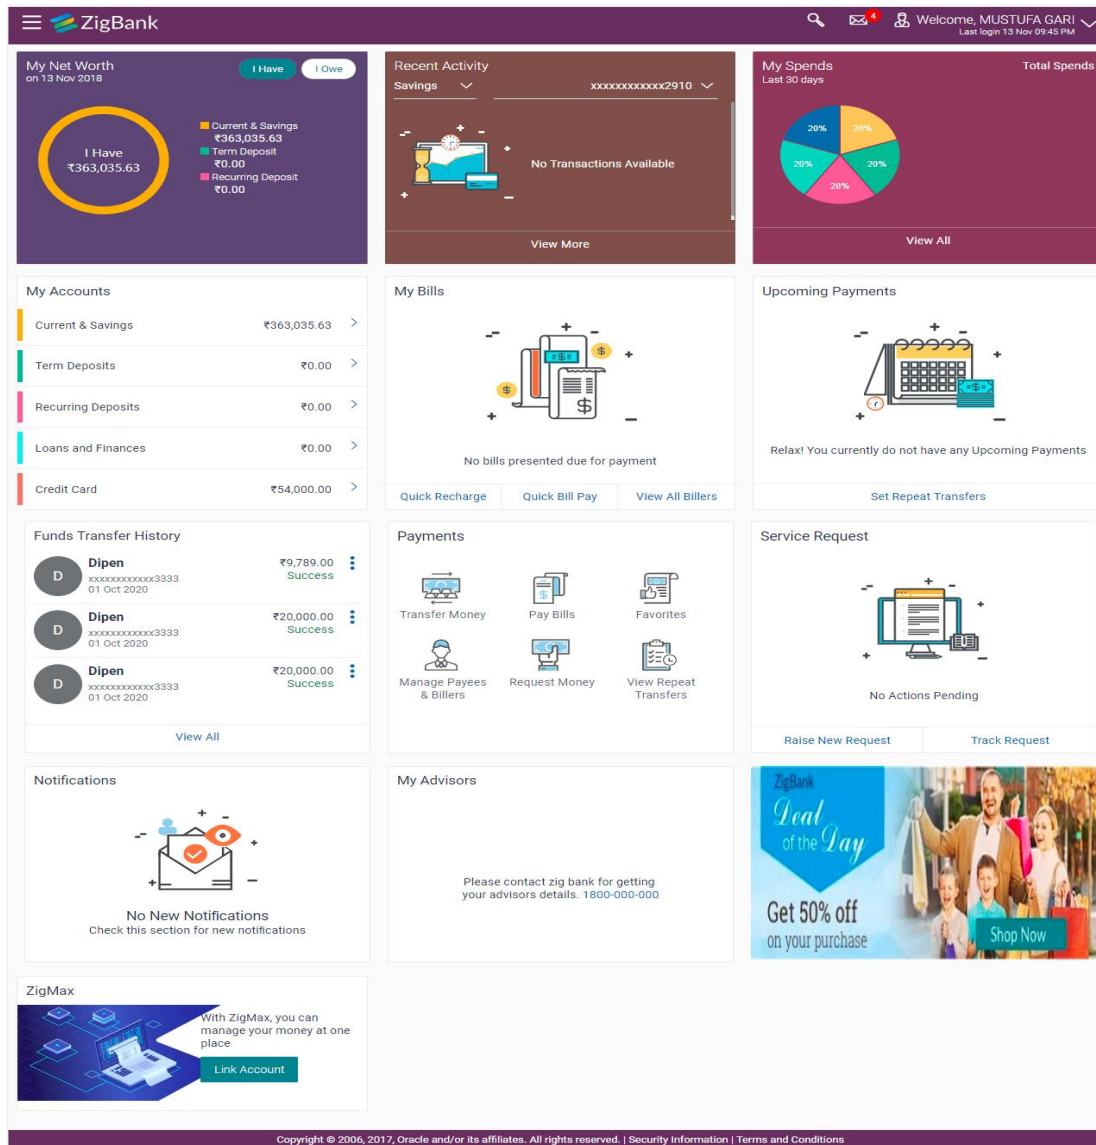 ZigBank
4
Welcome, MUSTUFA GARI
Last login 13 Nov 09:45 PM
My Net Worth
on 13 Nov 2018
I Have
I Owe
I Have
₹363,035.63
Current & Savings
₹363,035.63
Term Deposit
₹0.00
Recurring Deposit
₹0.00
Recent Activity
Savings
xxxxxxxxxxxx2910
No Transactions Available
View More
My Spends
Last 30 days
Total Spends
20%
20%
20%
20%
20%
View All
My Accounts
Current & Savings ₹363,035.63
Term Deposits ₹0.00
Recurring Deposits ₹0.00
Loans and Finances ₹0.00
Credit Card ₹54,000.00
My Bills
No bills presented due for payment
Quick Recharge Quick Bill Pay View All Billers
Upcoming Payments
Relax! You currently do not have any Upcoming Payments
Set Repeat Transfers
Funds Transfer History
D
Dipen ₹9,789.00
xxxxxxxxxxxx3333 Success
01 Oct 2020
D
Dipen ₹20,000.00
xxxxxxxxxxxx3333 Success
01 Oct 2020
D
Dipen ₹20,000.00
xxxxxxxxxxxx3333 Success
01 Oct 2020
View All
Payments
Transfer Money
Pay Bills
Favorites
Manage Payees
& Billers
Request Money
View Repeat
Transfers
Service Request
No Actions Pending
Raise New Request Track Request
Notifications
No New Notifications
Check this section for new notifications
My Advisors
Please contact zig bank for getting
your advisors details. 1800-000-000
ZigBank
Deal
of the Day
Get 50% off
on your purchase
Shop Now
ZigMax
With ZigMax, you can
manage your money at one
place
Link Account
Copyright © 2006, 2017, Oracle and/or its affiliates. All rights reserved. | Security Information | Terms and Conditions